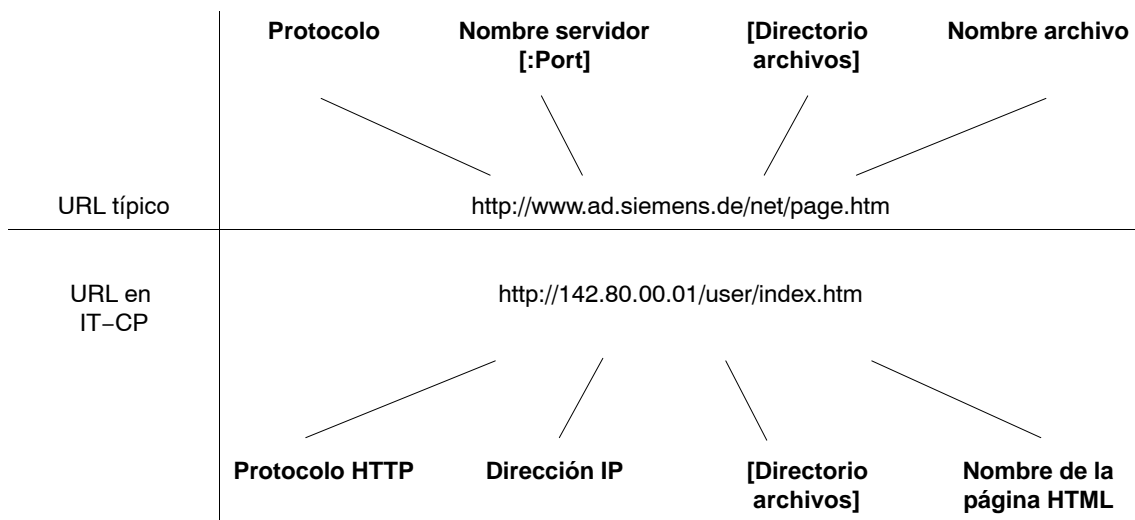 Protocolo Nombre servidor [Directorio Nombre archivo
[:Port] archivos]
URL típico http://www.ad.siemens.de/net/page.htm
URL en http://142.80.00.01/user/index.htm
IT−CP
Protocolo HTTP Dirección IP [Directorio Nombre de la
archivos] página HTML